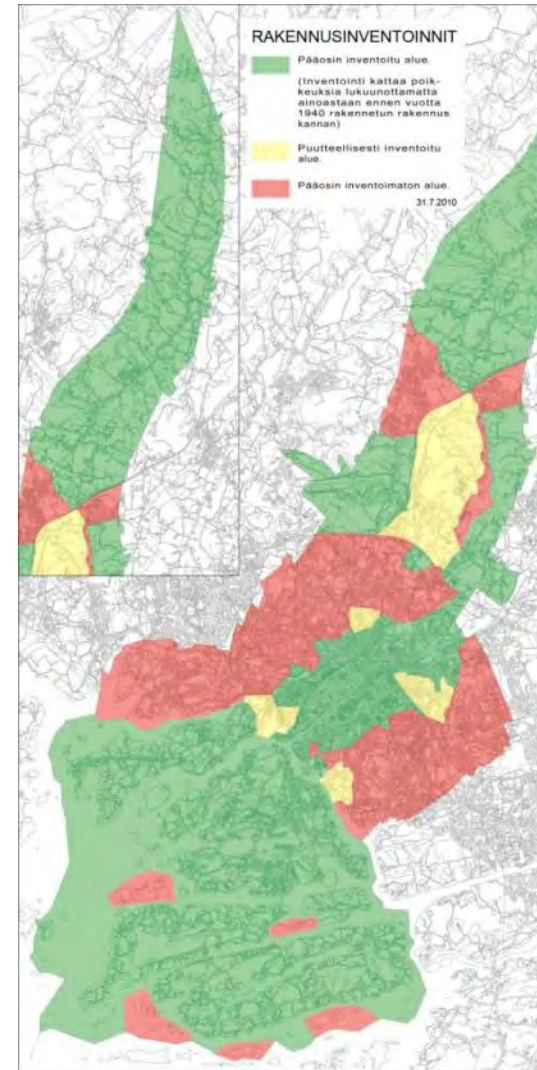 RAKENNUSINVENTOINNIT
Pääosin inventoitu alue.
(Inventointi kattaa poik-
keuksia lukuunottamatta
ainoastaan ennen vuotta
1940 rakennetun rakennus
kannan)
Puutteellisesti inventoitu
alue.
Pääosin inventoimaton alue.
31.7.2010